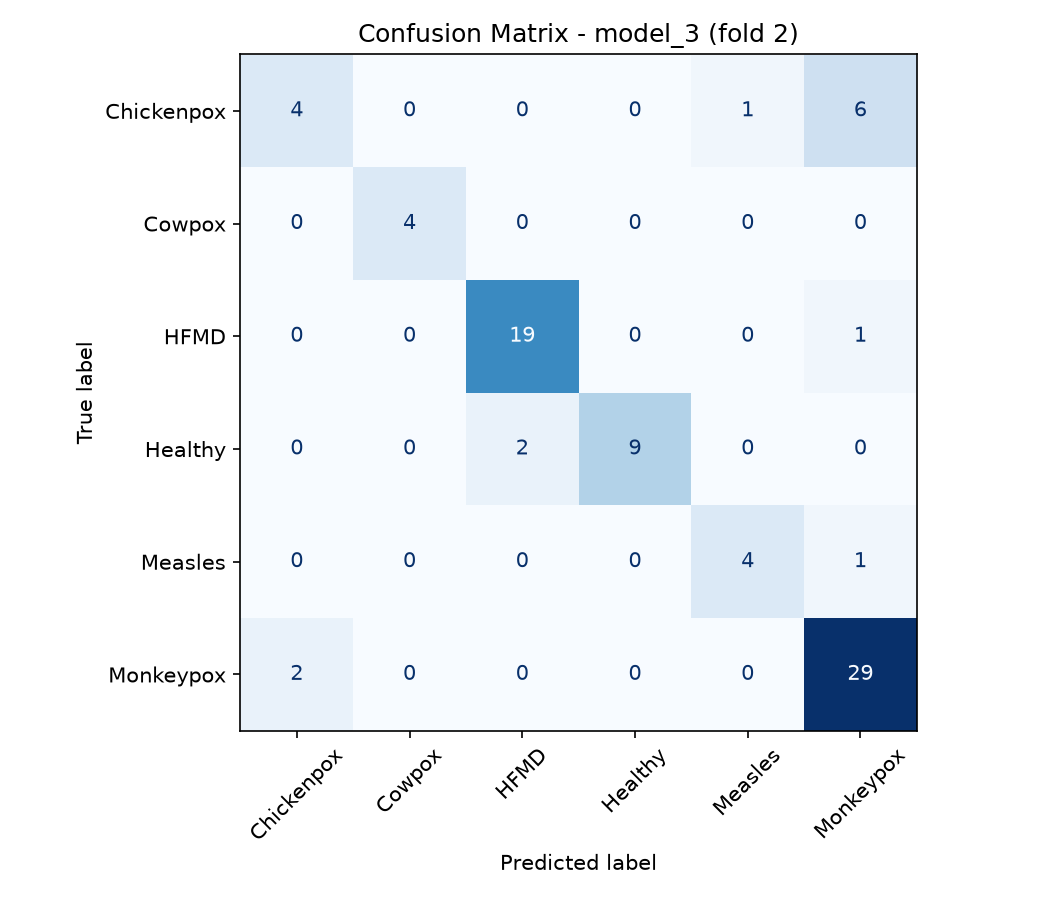 Confusion Matrix - model_3 (fold 2)
True label
Chickenpox 4 0 0 0 1 6
Cowpox 0 4 0 0 0 0
HFMD 0 0 19 0 0 1
Healthy 0 0 2 9 0 0
Measles 0 0 0 0 4 1
Monkeypox 2 0 0 0 0 29
Chickenpox Cowpox HFMD Healthy Measles Monkeypox
Predicted label